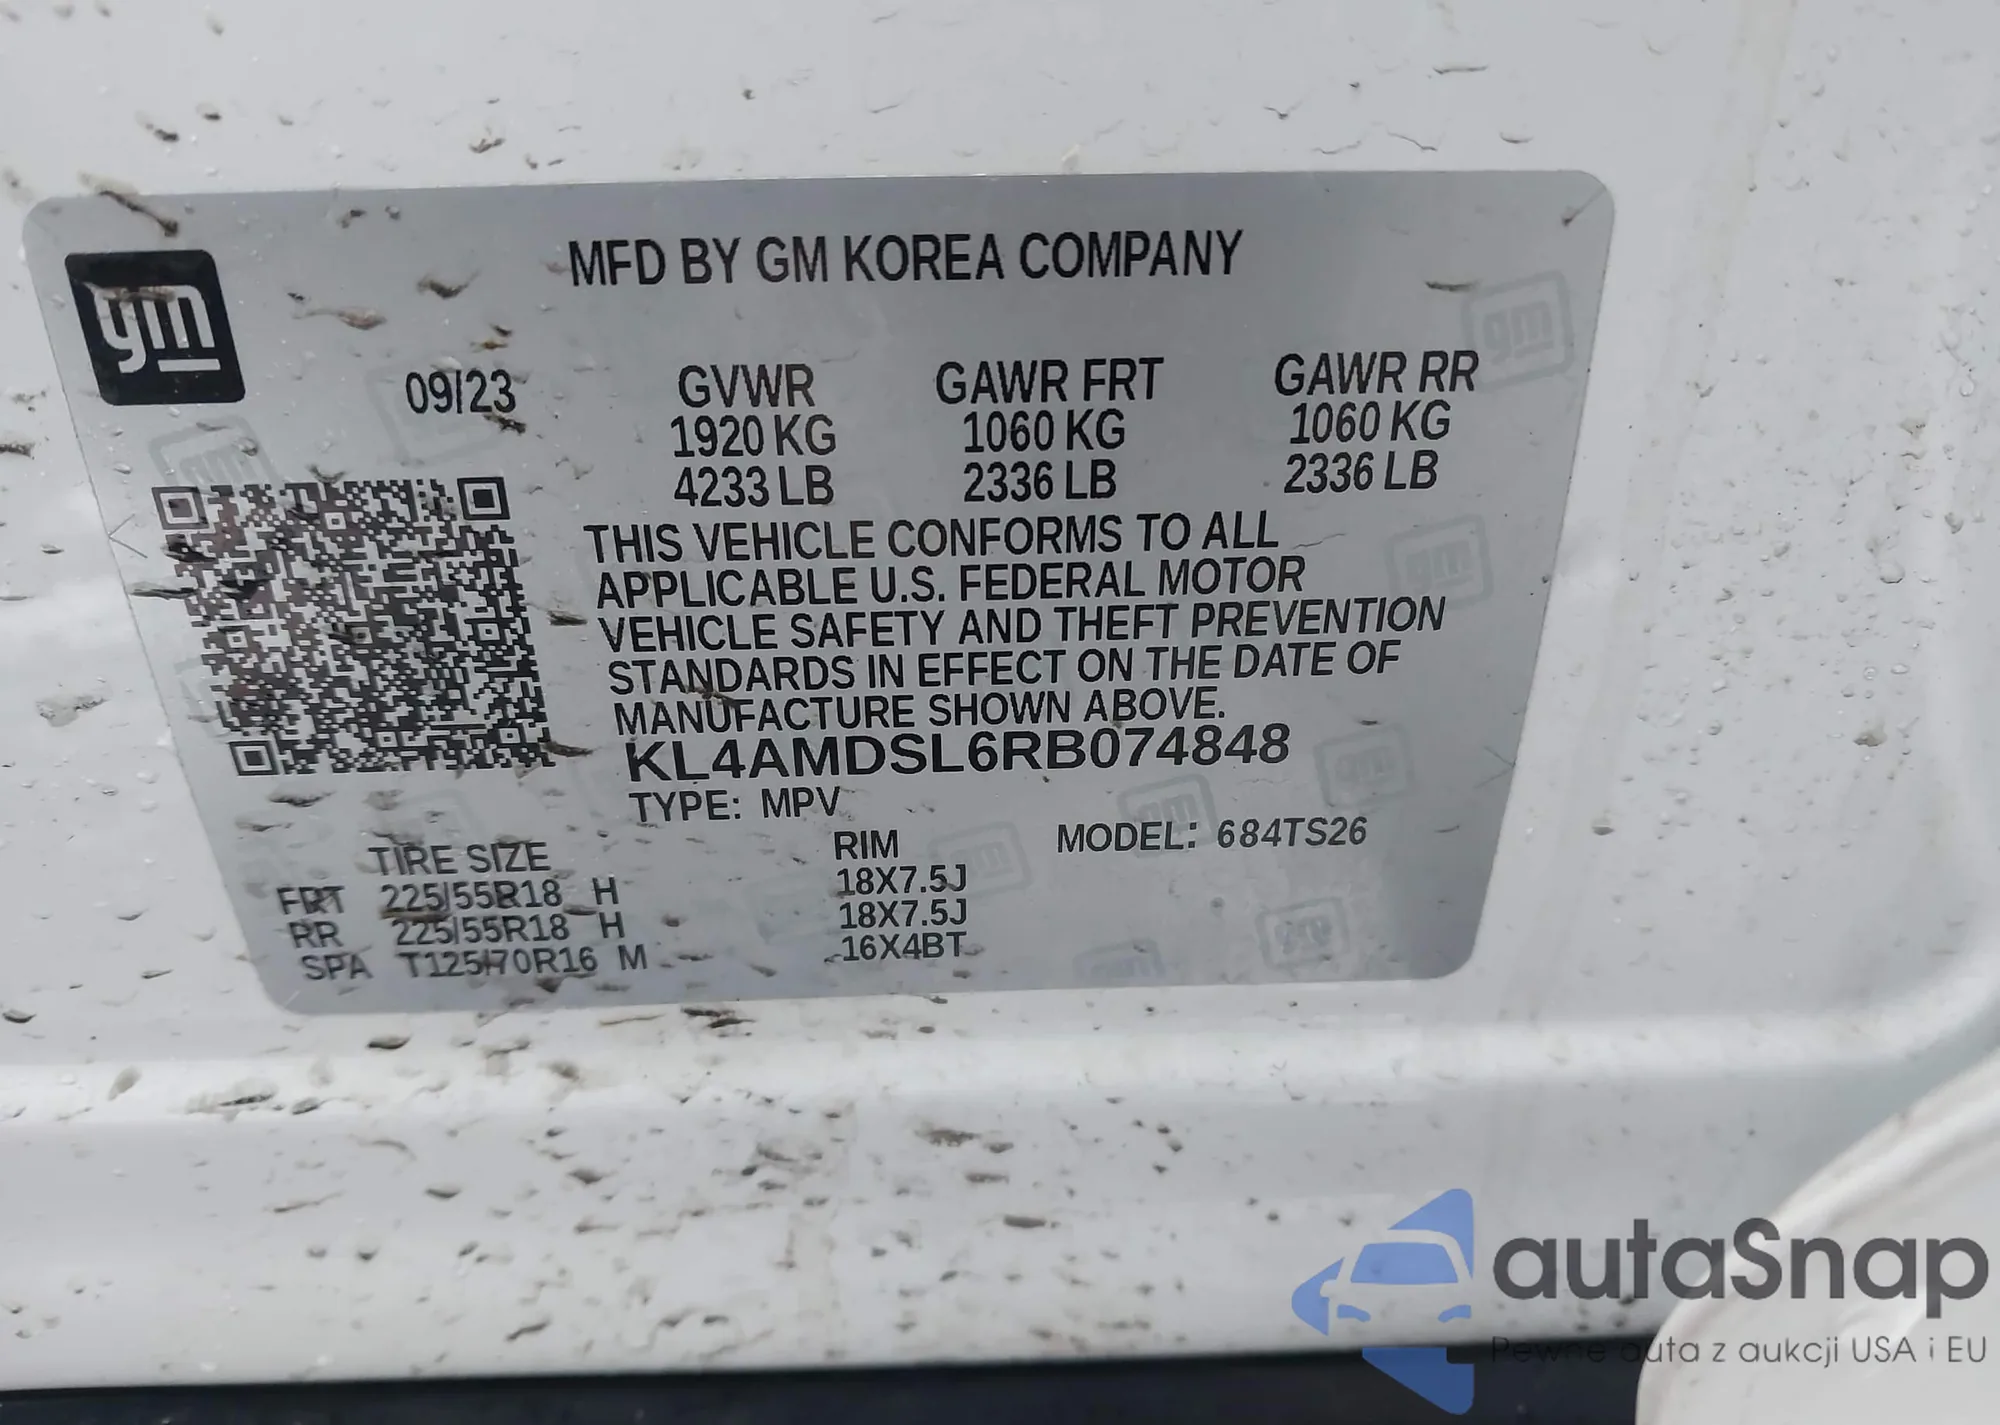 MFD BY GM KOREA COMPANY
gm
09/23
GVWR GAWR FRT GAWR RR
1920 KG 1060 KG 1060 KG
4233 LB 2336 LB 2336 LB
THIS VEHICLE CONFORMS TO ALL
APPLICABLE U.S. FEDERAL MOTOR
VEHICLE SAFETY AND THEFT PREVENTION
STANDARDS IN EFFECT ON THE DATE OF
MANUFACTURE SHOWN ABOVE.
KL4AMDSL6RB074848
TYPE: MPV
TIRE SIZE RIM MODEL: 684TS26
FRT 225/55R18 H 18X7.5J
RR 225/55R18 H 18X7.5J
SPA T125/70R16 M 16X4BT
autaSnap
Pewne auta z aukcji USA i EU